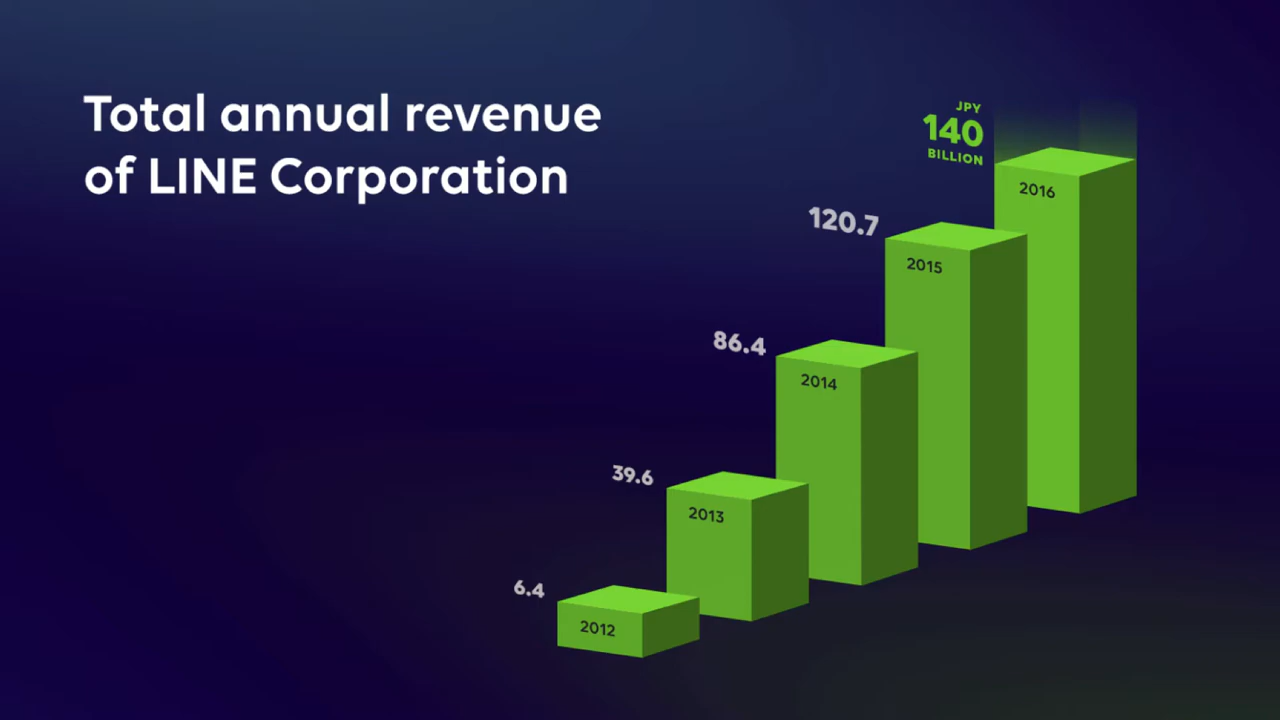 Total annual revenue
of LINE Corporation
JPY
140
BILLION
2016
120.7
2015
86.4
2014
39.6
2013
6.4
2012